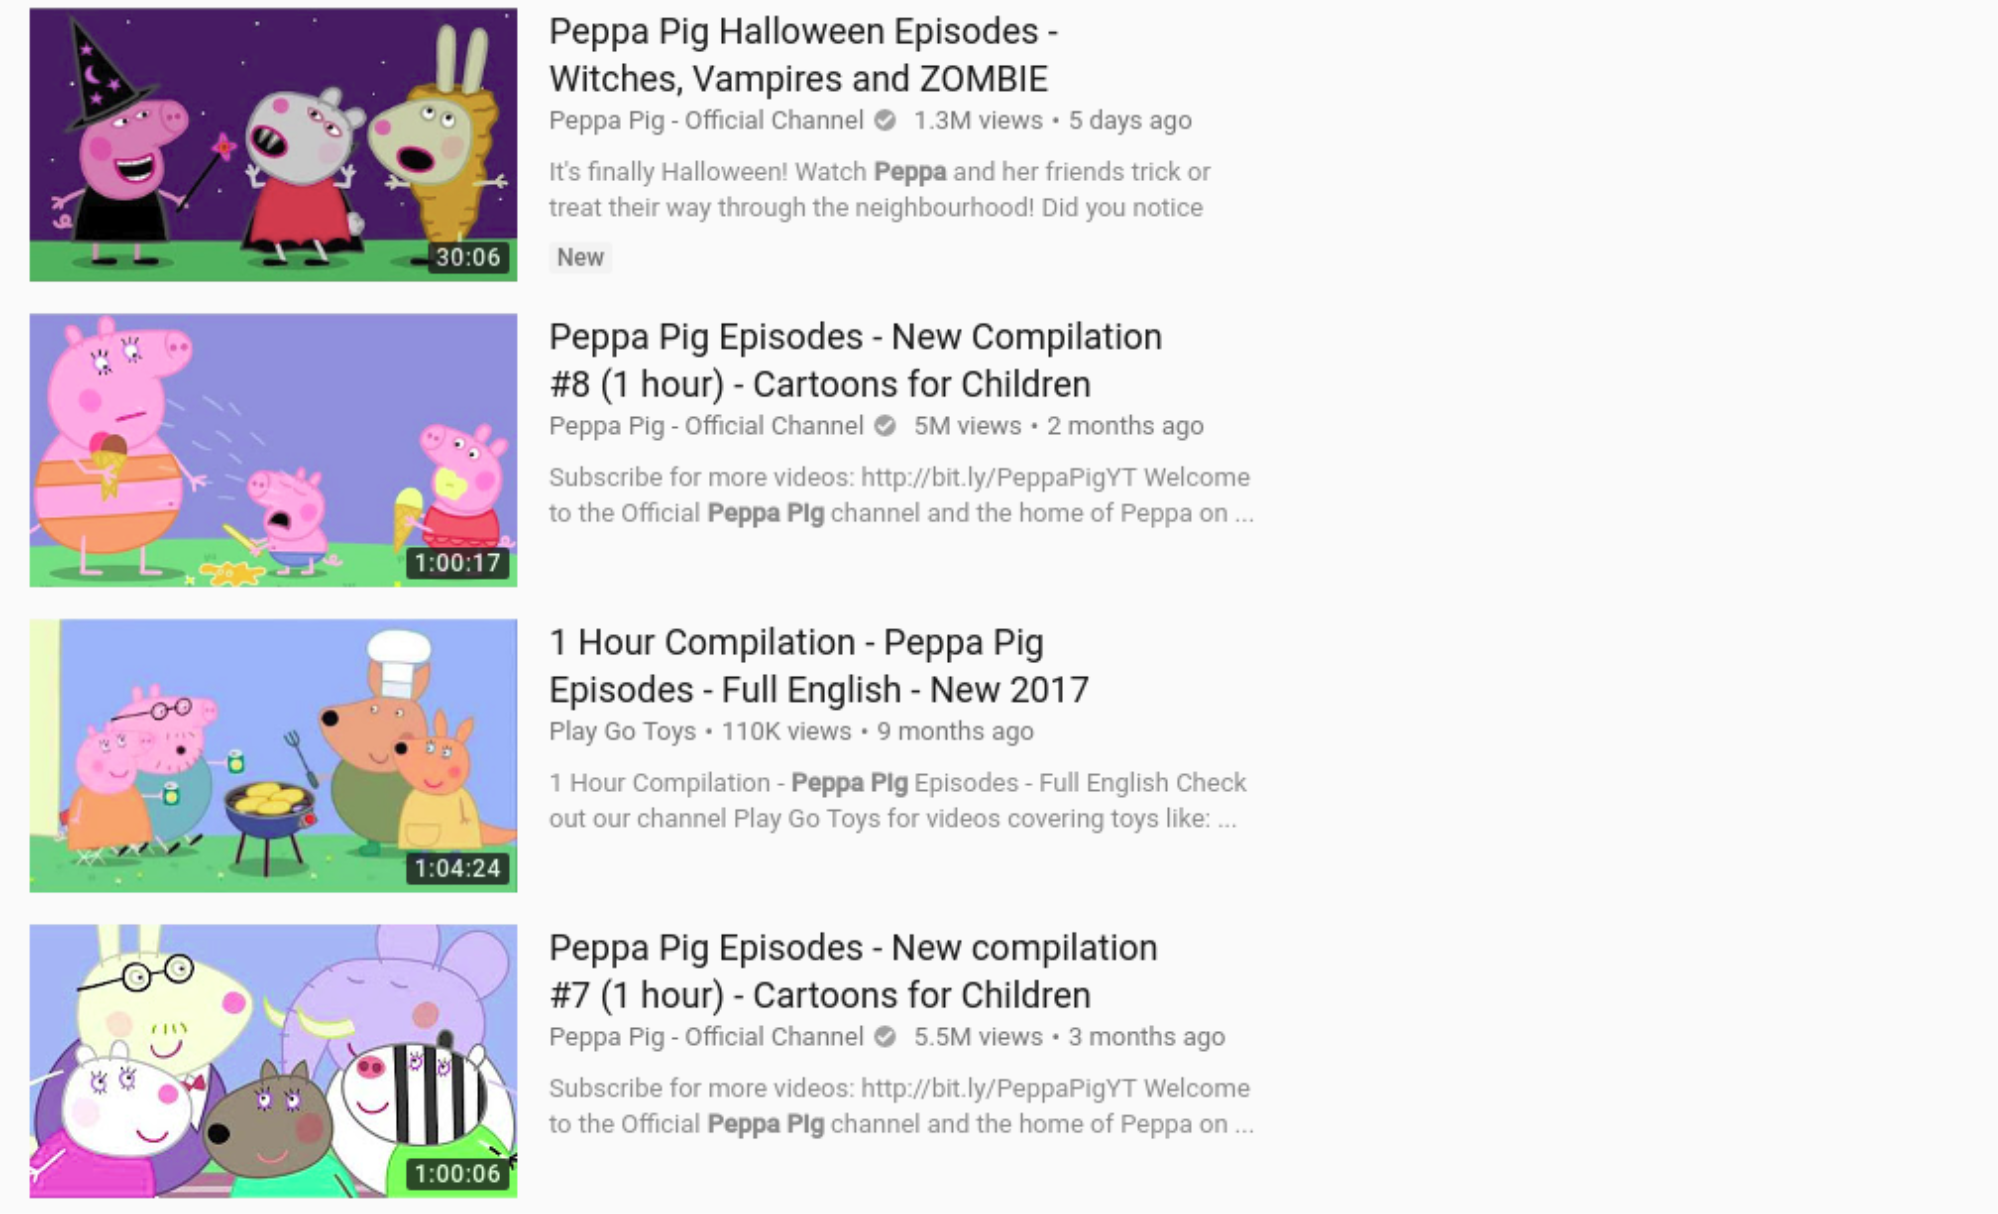 Peppa Pig Halloween Episodes -
Witches, Vampires and ZOMBIE
Peppa Pig - Official Channel 1.3M views • 5 days ago
It's finally Halloween! Watch Peppa and her friends trick or
treat their way through the neighbourhood! Did you notice
30:06
New
Peppa Pig Episodes - New Compilation
#8 (1 hour) - Cartoons for Children
Peppa Pig - Official Channel 5M views • 2 months ago
Subscribe for more videos: http://bit.ly/PeppaPigYT Welcome
to the Official Peppa PIg channel and the home of Peppa on ...
1:00:17
1 Hour Compilation - Peppa Pig
Episodes - Full English - New 2017
Play Go Toys • 110K views • 9 months ago
1 Hour Compilation - Peppa PIg Episodes - Full English Check
out our channel Play Go Toys for videos covering toys like: ...
1:04:24
Peppa Pig Episodes - New compilation
#7 (1 hour) - Cartoons for Children
Peppa Pig - Official Channel 5.5M views • 3 months ago
Subscribe for more videos: http://bit.ly/PeppaPigYT Welcome
to the Official Peppa PIg channel and the home of Peppa on ...
1:00:06